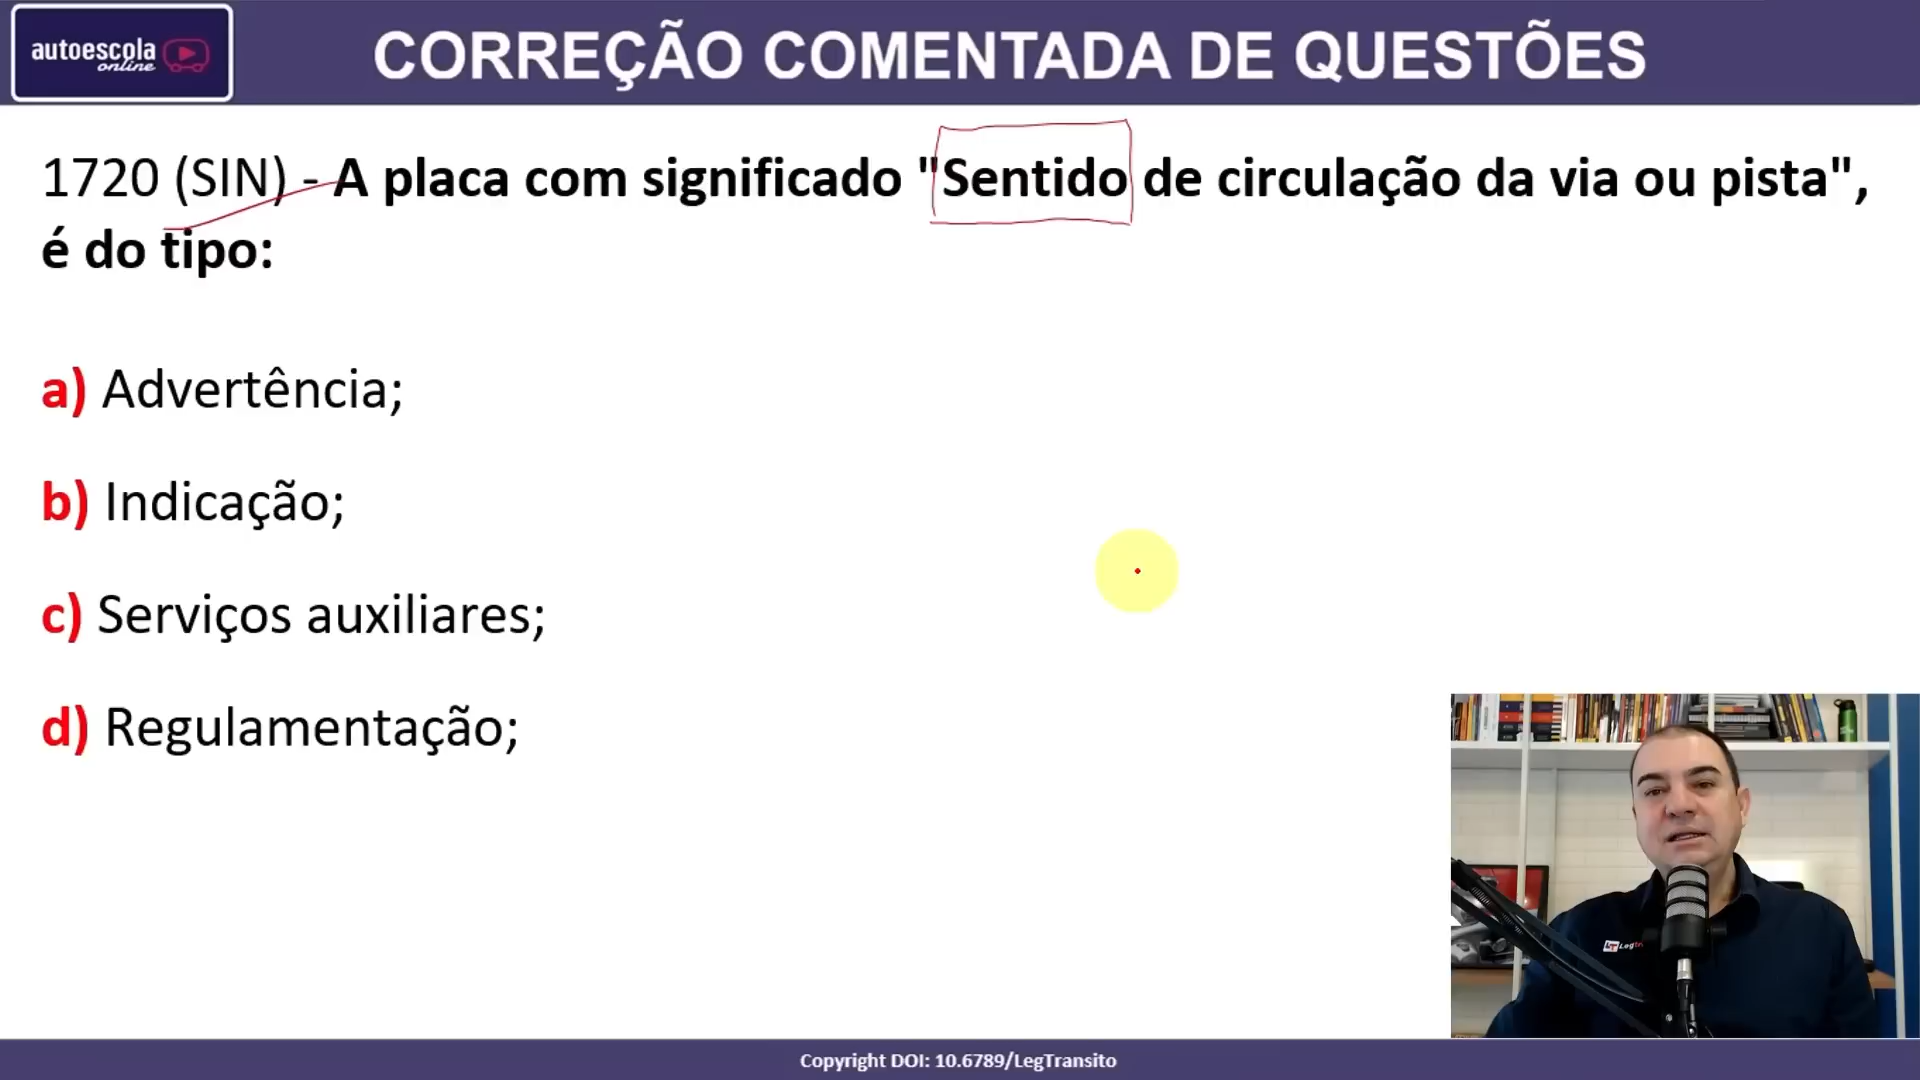 autoescola
online
CORREÇÃO COMENTADA DE QUESTÕES
1720 (SIN) - A placa com significado "Sentido de circulação da via ou pista",
é do tipo:
a) Advertência;
b) Indicação;
c) Serviços auxiliares;
d) Regulamentação;
Copyright DOI: 10.6789/LegTransito